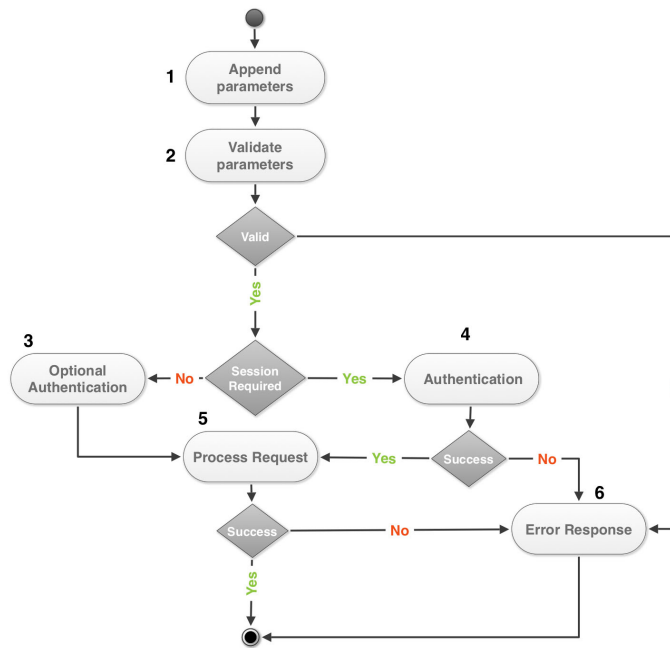 1
Append
parameters
2
Validate
parameters
Valid
Yes
3
4
Optional
Authentication
No
Session
Required
Yes
Authentication
5
Process Request
Yes
Success
No
6
Success
No
Error Response
Yes